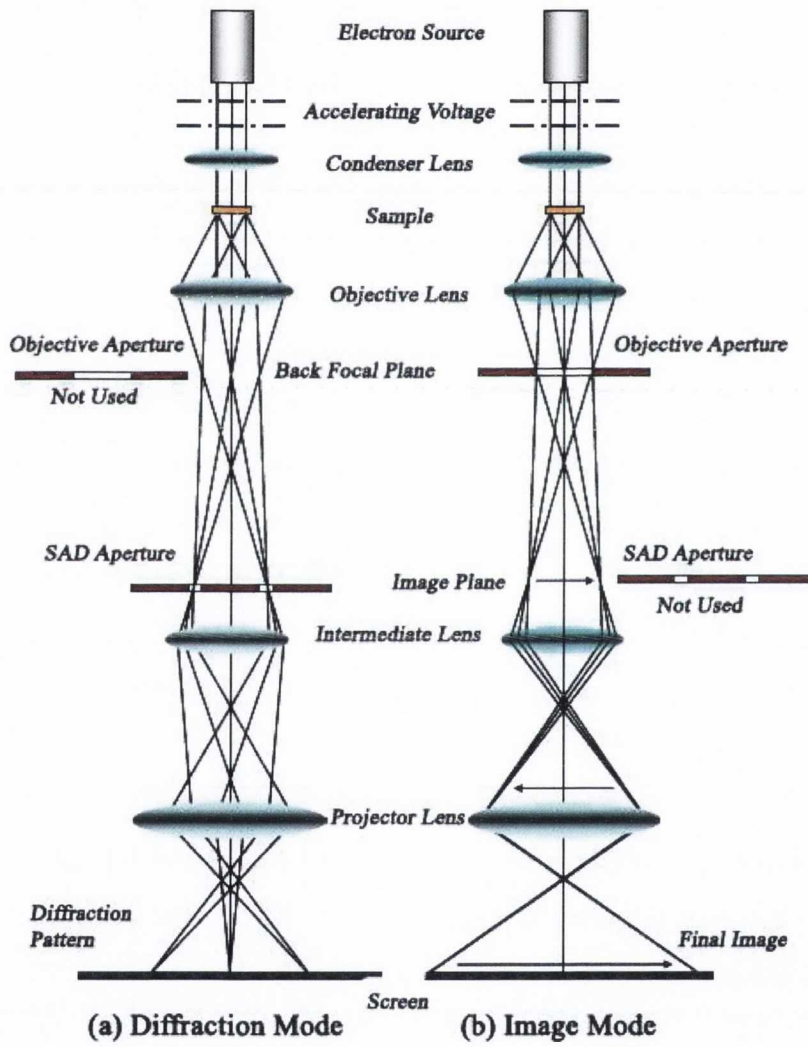 Electron Source
Accelerating Voltage
Condenser Lens
Sample
Objective Lens
Objective Aperture
Not Used
Back Focal Plane
Objective Aperture
SAD Aperture
Image Plane
SAD Aperture
Not Used
Intermediate Lens
Projector Lens
Diffraction
Pattern
Final Image
Screen
(a) Diffraction Mode
(b) Image Mode